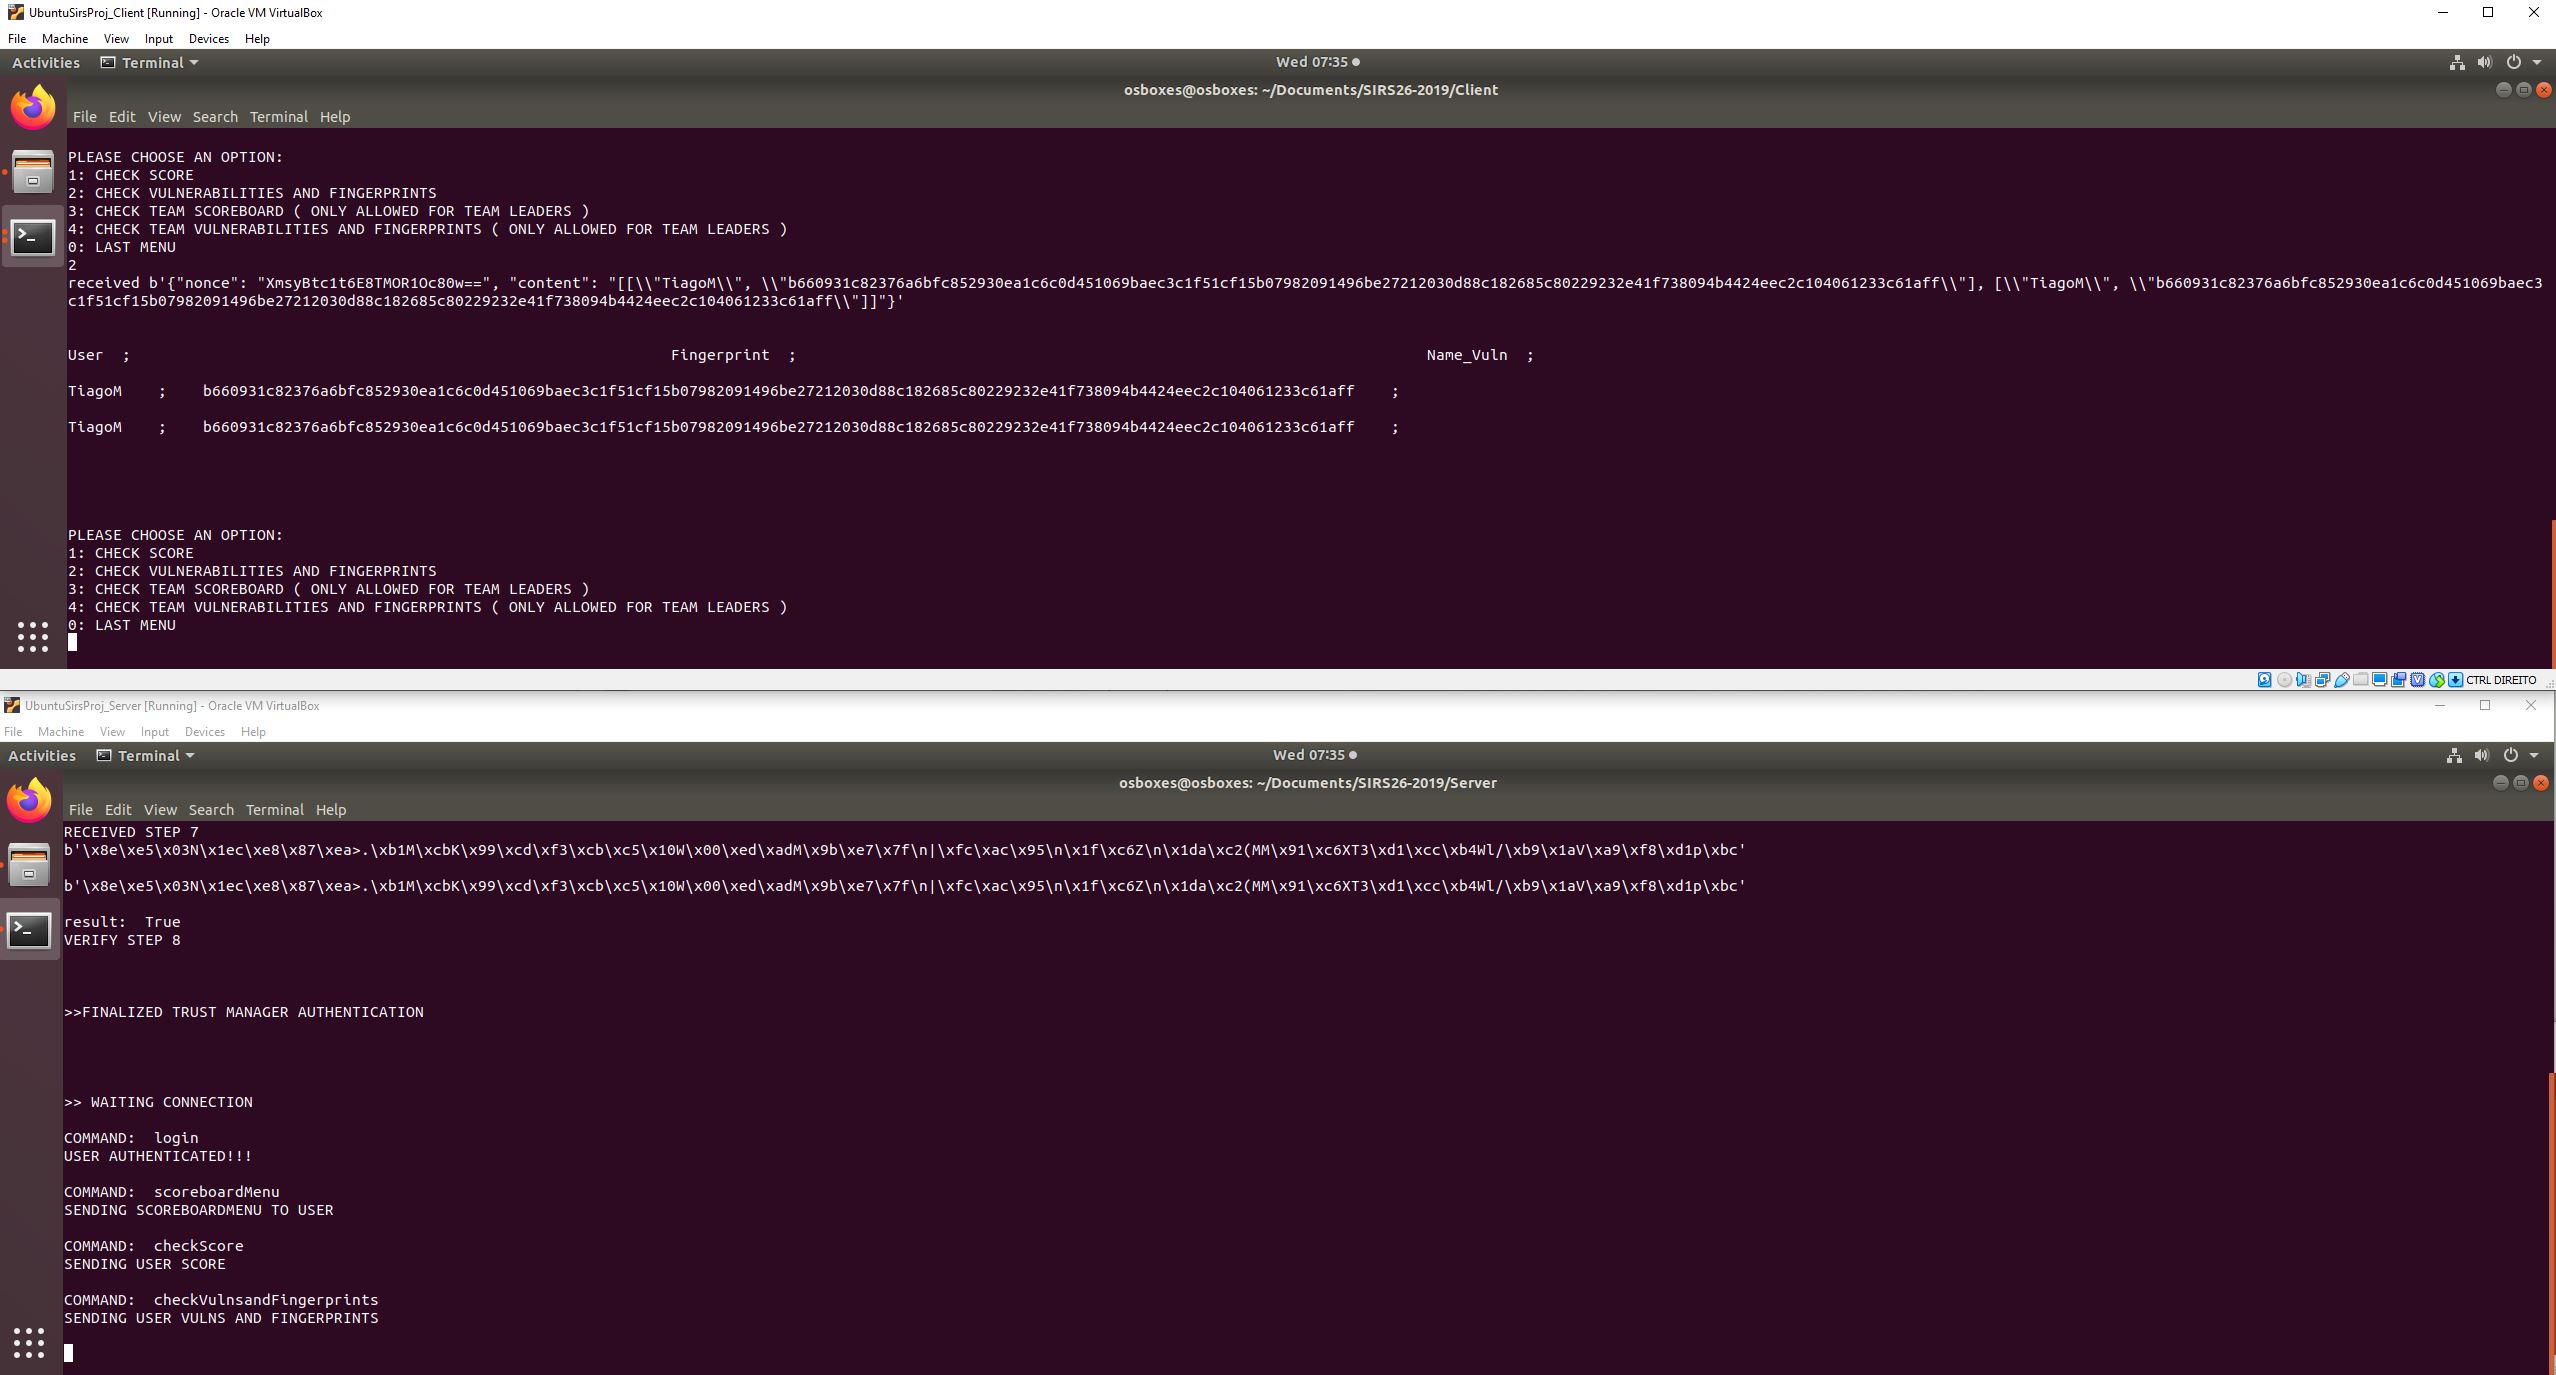 UbuntuSirsProj_Client [Running] - Oracle VM VirtualBox
File Machine View Input Devices Help
Activities Terminal Wed 07:35
osboxes@osboxes: ~/Documents/SIRS26-2019/Client
File Edit View Search Terminal Help
PLEASE CHOOSE AN OPTION:
1: CHECK SCORE
2: CHECK VULNERABILITIES AND FINGERPRINTS
3: CHECK TEAM SCOREBOARD ( ONLY ALLOWED FOR TEAM LEADERS )
4: CHECK TEAM VULNERABILITIES AND FINGERPRINTS ( ONLY ALLOWED FOR TEAM LEADERS )
0: LAST MENU
2
received b'{"nonce": "XmsyBtc1t6E8TMOR1Oc80w==", "content": "[[\\"TiagoM\\", \\"b660931c82376a6bfc852930ea1c6c0d451069baec3c1f51cf15b07982091496be27212030d88c182685c80229232e41f738094b4424eec2c104061233c61aff\\"], [\\"TiagoM\\", \\"b660931c82376a6bfc852930ea1c6c0d451069baec3
c1f51cf15b07982091496be27212030d88c182685c80229232e41f738094b4424eec2c104061233c61aff\\"]]"}'
User ; Fingerprint ; Name_Vuln ;
TiagoM ; b660931c82376a6bfc852930ea1c6c0d451069baec3c1f51cf15b07982091496be27212030d88c182685c80229232e41f738094b4424eec2c104061233c61aff ;
TiagoM ; b660931c82376a6bfc852930ea1c6c0d451069baec3c1f51cf15b07982091496be27212030d88c182685c80229232e41f738094b4424eec2c104061233c61aff ;
PLEASE CHOOSE AN OPTION:
1: CHECK SCORE
2: CHECK VULNERABILITIES AND FINGERPRINTS
3: CHECK TEAM SCOREBOARD ( ONLY ALLOWED FOR TEAM LEADERS )
4: CHECK TEAM VULNERABILITIES AND FINGERPRINTS ( ONLY ALLOWED FOR TEAM LEADERS )
0: LAST MENU
CTRL DIREITO
UbuntuSirsProj_Server [Running] - Oracle VM VirtualBox
File Machine View Input Devices Help
Activities Terminal Wed 07:35
osboxes@osboxes: ~/Documents/SIRS26-2019/Server
File Edit View Search Terminal Help
RECEIVED STEP 7
b'\x8e\xe5\x03N\x1ec\xe8\x87\xea>.\xb1M\xcbK\x99\xcd\xf3\xcb\xc5\x10W\x00\xed\xadM\x9b\xe7\x7f\n|\xfc\xac\x95\n\x1f\xc6Z\n\x1da\xc2(MM\x91\xc6XT3\xd1\xcc\xb4Wl/\xb9\x1aV\xa9\xf8\xd1p\xbc'
b'\x8e\xe5\x03N\x1ec\xe8\x87\xea>.\xb1M\xcbK\x99\xcd\xf3\xcb\xc5\x10W\x00\xed\xadM\x9b\xe7\x7f\n|\xfc\xac\x95\n\x1f\xc6Z\n\x1da\xc2(MM\x91\xc6XT3\xd1\xcc\xb4Wl/\xb9\x1aV\xa9\xf8\xd1p\xbc'
result: True
VERIFY STEP 8
>>FINALIZED TRUST MANAGER AUTHENTICATION
>> WAITING CONNECTION
COMMAND: login
USER AUTHENTICATED!!!
COMMAND: scoreboardMenu
SENDING SCOREBOARDMENU TO USER
COMMAND: checkScore
SENDING USER SCORE
COMMAND: checkVulnsandFingerprints
SENDING USER VULNS AND FINGERPRINTS